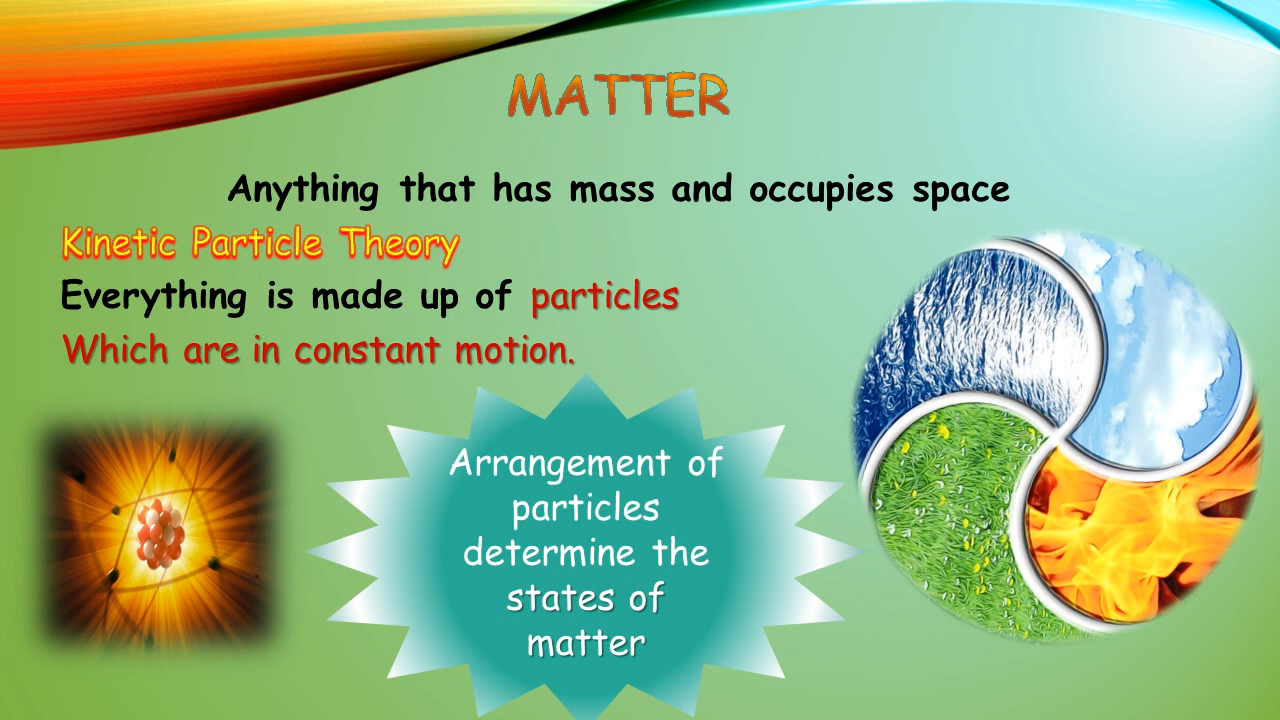 MATTER
Anything that has mass and occupies space
Kinetic Particle Theory
Everything is made up of particles
Which are in constant motion.
Arrangement of
particles
determine the
states of
matter